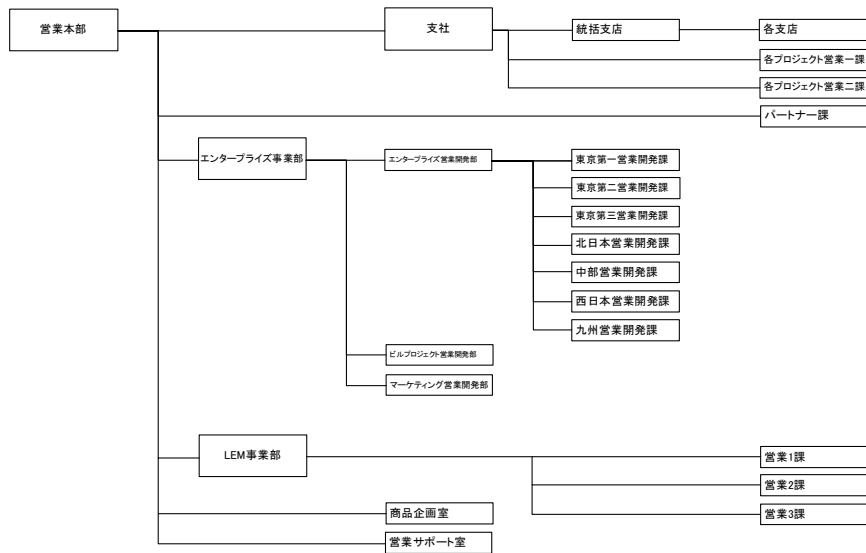 営業本部
支社
統括支店
各支店
各プロジェクト営業一課
各プロジェクト営業二課
パートナー課
エンタープライズ事業部
エンタープライズ営業開発部
東京第一営業開発課
東京第二営業開発課
東京第三営業開発課
北日本営業開発課
中部営業開発課
西日本営業開発課
九州営業開発課
ビルプロジェクト営業開発部
マーケティング営業開発部
LEM事業部
営業1課
営業2課
営業3課
商品企画室
営業サポート室